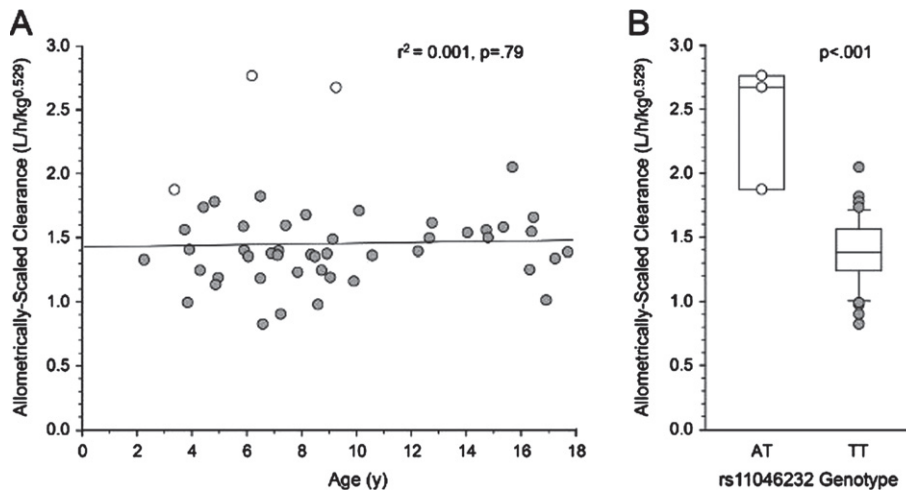 A
r² = 0.001, p=.79
Allometrically-Scaled Clearance (L/h/kg^0.529)
3.0
2.5
2.0
1.5
1.0
0.5
0.0
0 2 4 6 8 10 12 14 16 18
Age (y)
B
p<.001
Allometrically-Scaled Clearance (L/h/kg^0.529)
3.0
2.5
2.0
1.5
1.0
0.5
0.0
AT TT
rs11046232 Genotype